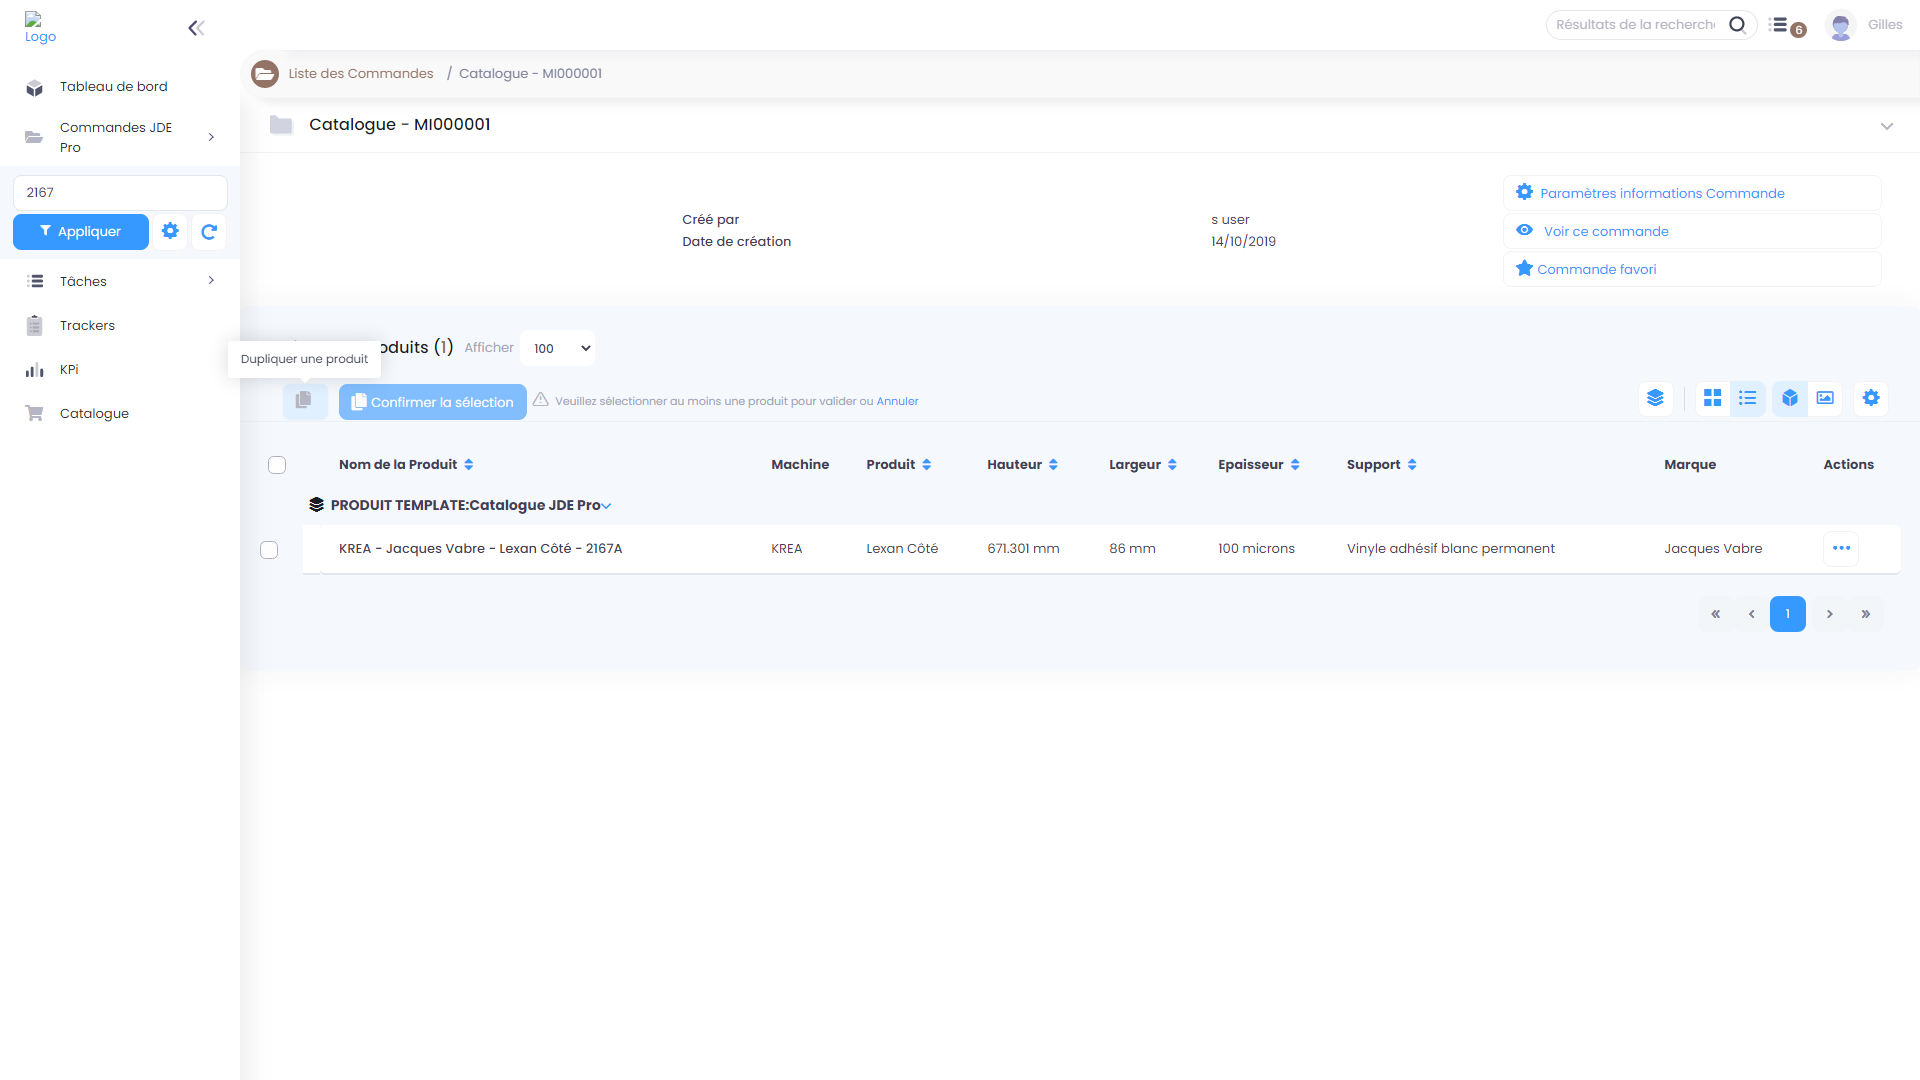 Logo
Résultats de la recherch
6
Gilles
Tableau de bord
Commandes JDE
Pro
2167
Appliquer
Tâches
Trackers
KPi
Catalogue
Liste des Commandes / Catalogue - MI000001
Catalogue - MI000001
Créé par s user
Date de création 14/10/2019
Paramètres informations Commande
Voir ce commande
Commande favori
oduits (1) Afficher 100
Dupliquer une produit
Confirmer la sélection Veuillez sélectionner au moins une produit pour valider ou Annuler
Nom de la Produit Machine Produit Hauteur Largeur Epaisseur Support Marque Actions
PRODUIT TEMPLATE:Catalogue JDE Pro
KREA - Jacques Vabre - Lexan Côté - 2167A KREA Lexan Côté 671.301 mm 86 mm 100 microns Vinyle adhésif blanc permanent Jacques Vabre
« ‹ 1 › »